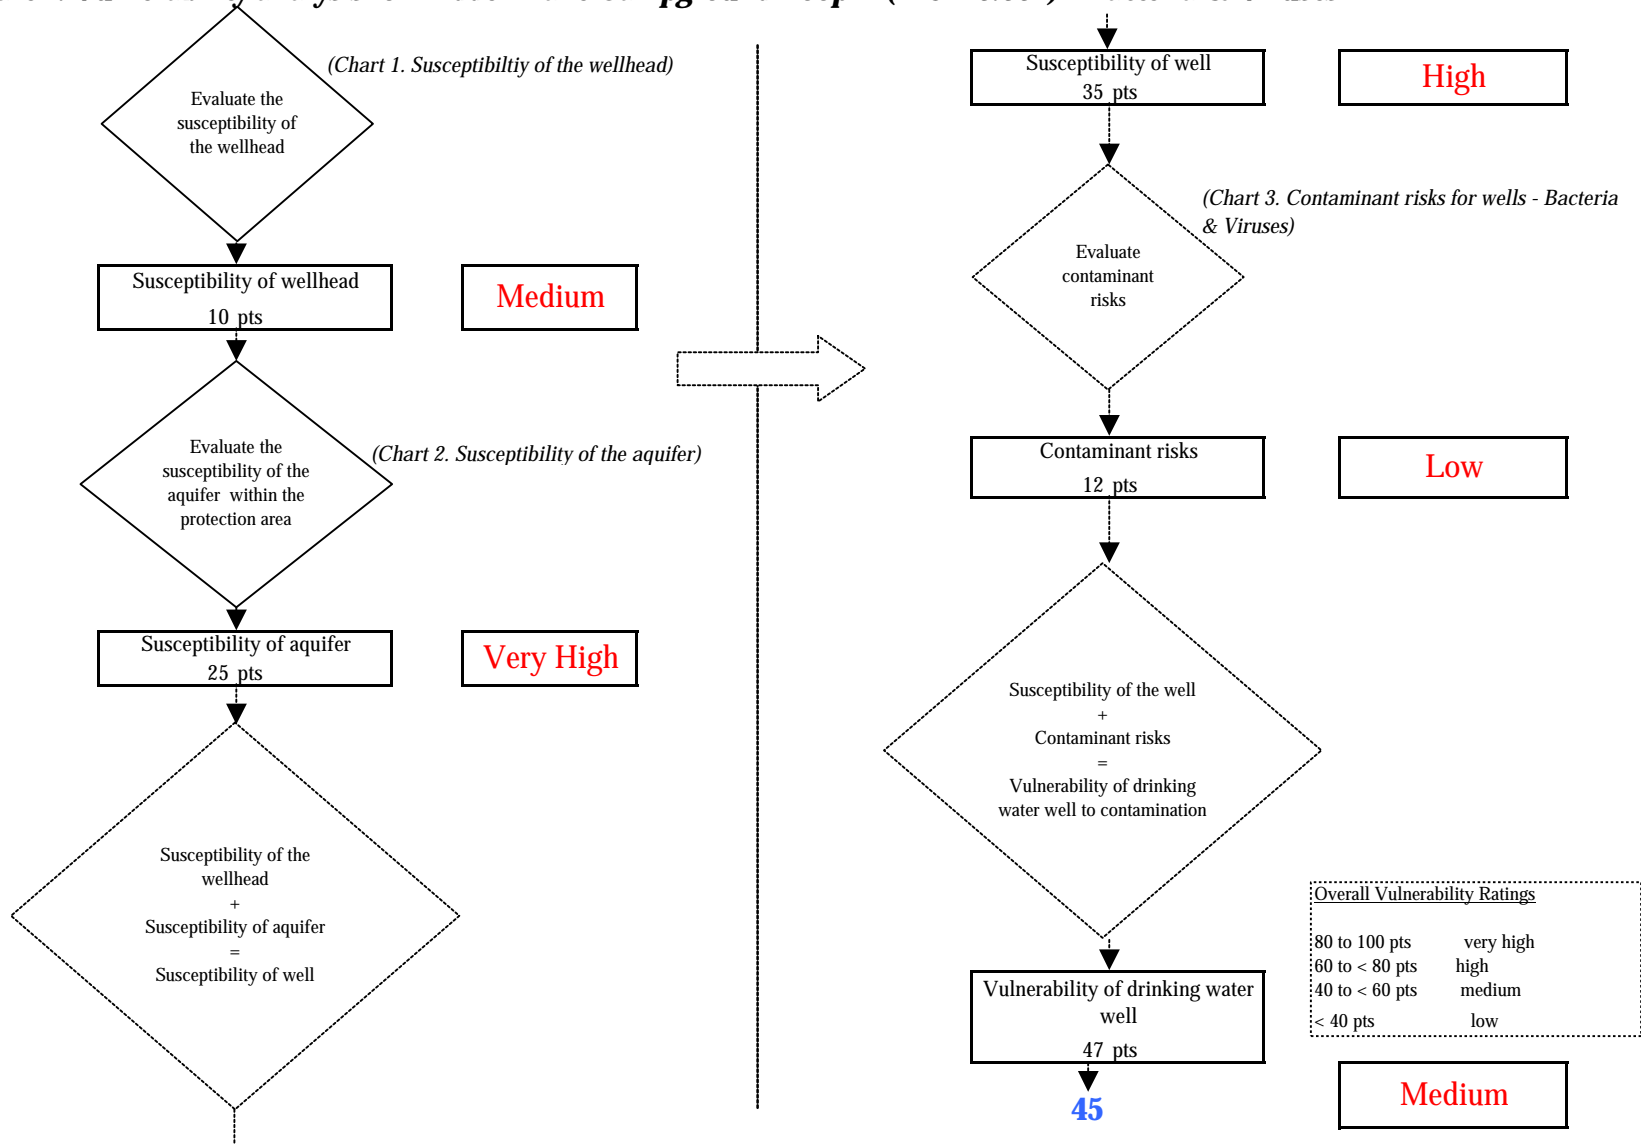 (Chart 1. Susceptibiltiy of the wellhead)
Evaluate the
susceptibility of
the wellhead
Susceptibility of wellhead
10 pts
Medium
Evaluate the
susceptibility of the
aquifer within the
protection area
(Chart 2. Susceptibility of the aquifer)
Susceptibility of aquifer
25 pts
Very High
Susceptibility of the
wellhead
+
Susceptibility of aquifer
=
Susceptibility of well
Susceptibility of well
35 pts
High
(Chart 3. Contaminant risks for wells - Bacteria
& Viruses)
Evaluate
contaminant
risks
Contaminant risks
12 pts
Low
Susceptibility of the well
+
Contaminant risks
=
Vulnerability of drinking
water well to contamination
Overall Vulnerability Ratings
80 to 100 pts very high
60 to < 80 pts high
40 to < 60 pts medium
< 40 pts low
Vulnerability of drinking water
well
47 pts
45
Medium